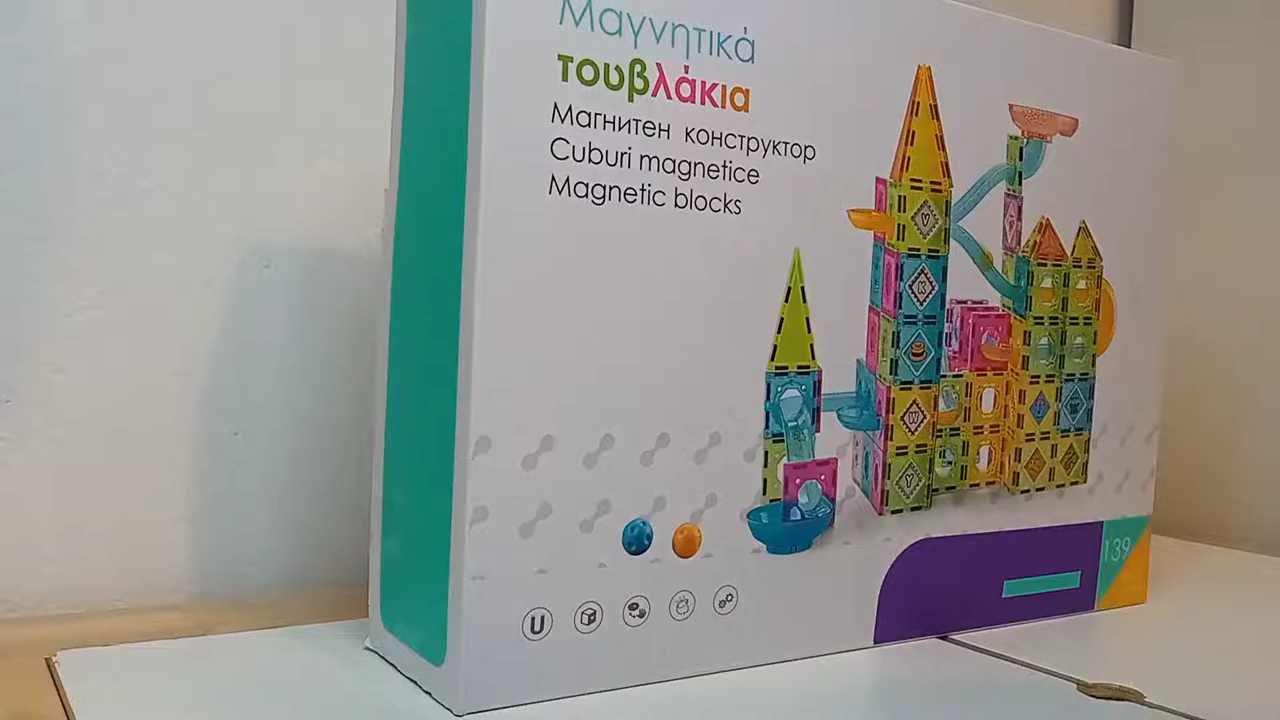 Μαγνητικά
τουβλάκια
Магнитен конструктор
Cuburi magnetice
Magnetic blocks
V
K
W
Y
139